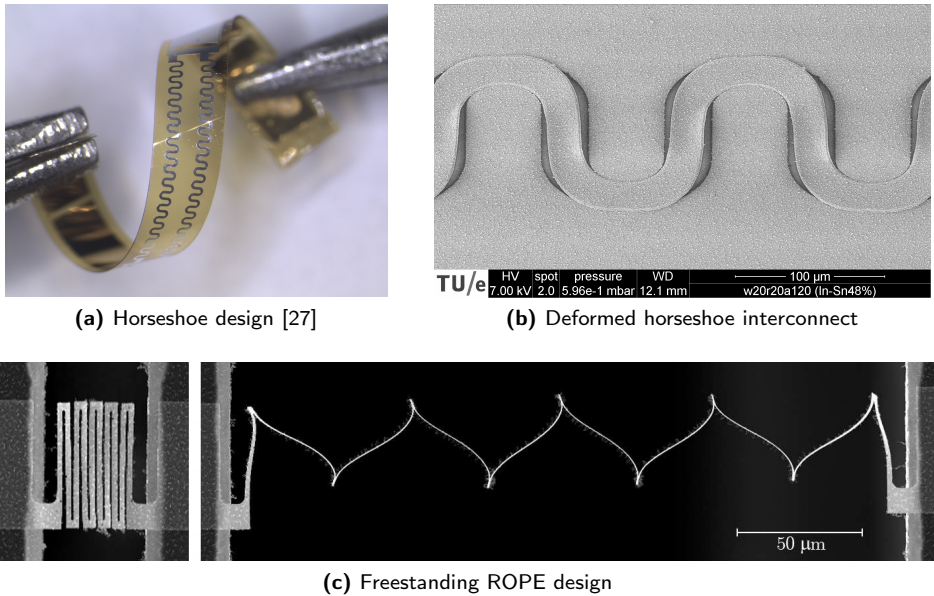 TU/e
HV spot pressure WD 100 µm
7.00 kV 2.0 5.96e-1 mbar 12.1 mm w20r20a120 (In-Sn48%)
(a) Horseshoe design [27]
(b) Deformed horseshoe interconnect
50 µm
(c) Freestanding ROPE design